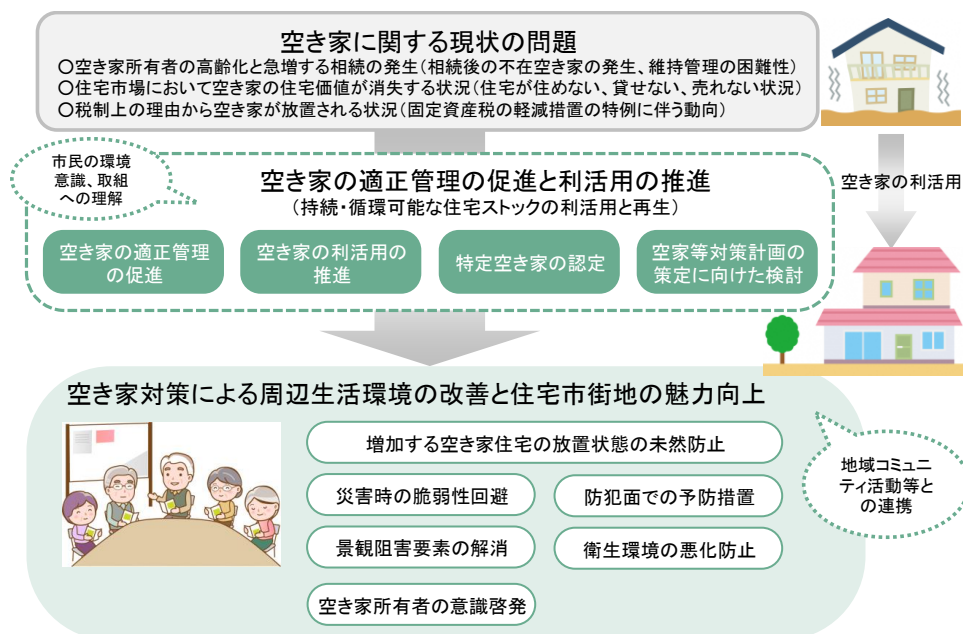 空き家に関する現状の問題
○空き家所有者の高齢化と急増する相続の発生(相続後の不在空き家の発生、維持管理の困難性)
○住宅市場において空き家の住宅価値が消失する状況(住宅が住めない、貸せない、売れない状況)
○税制上の理由から空き家が放置される状況(固定資産税の軽減措置の特例に伴う動向)
市民の環境
意識、取組
への理解
空き家の適正管理の促進と利活用の推進
(持続・循環可能な住宅ストックの利活用と再生)
空き家の利活用
空き家の適正管理
の促進
空き家の利活用の
推進
特定空き家の認定
空家等対策計画の
策定に向けた検討
空き家対策による周辺生活環境の改善と住宅市街地の魅力向上
増加する空き家住宅の放置状態の未然防止
災害時の脆弱性回避
防犯面での予防措置
景観阻害要素の解消
衛生環境の悪化防止
空き家所有者の意識啓発
地域コミュニ
ティ活動等と
の連携